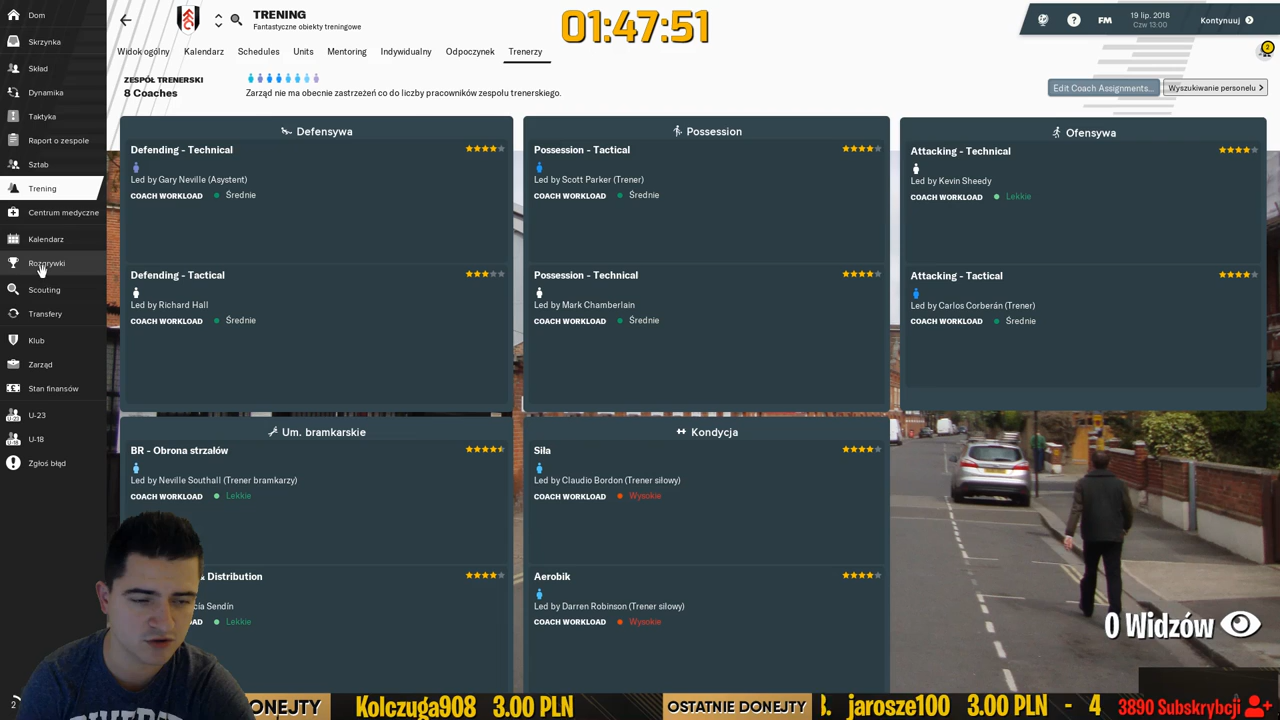 Dom
Skrzynka
Skład
Dynamika
Taktyka
Raport o zespole
Sztab
Trening
Centrum medyczne
Kalendarz
Rozgrywki
Scouting
Transfery
Klub
Zarząd
Stan finansów
U-23
U-18
Zgłoś błąd
TRENING
Fantastyczne obiekty treningowe
01:47:51
FM
19 lip. 2018
Czw 13:00
Kontynuuj
2
Widok ogólny
Kalendarz
Schedules
Units
Mentoring
Indywidualny
Odpoczynek
Trenerzy
ZESPÓŁ TRENERSKI
8 Coaches
Zarząd nie ma obecnie zastrzeżeń co do liczby pracowników zespołu trenerskiego.
Edit Coach Assignments...
Wyszukiwanie personelu
Defensywa
Defending - Technical
Led by Gary Neville (Asystent)
COACH WORKLOAD Średnie
Defending - Tactical
Led by Richard Hall
COACH WORKLOAD Średnie
Possession
Possession - Tactical
Led by Scott Parker (Trener)
COACH WORKLOAD Średnie
Possession - Technical
Led by Mark Chamberlain
COACH WORKLOAD Średnie
Ofensywa
Attacking - Technical
Led by Kevin Sheedy
COACH WORKLOAD Lekkie
Attacking - Tactical
Led by Carlos Corberán (Trener)
COACH WORKLOAD Średnie
Um. bramkarskie
BR - Obrona strzałów
Led by Neville Southall (Trener bramkarzy)
COACH WORKLOAD Lekkie
& Distribution
Sendín
Lekkie
Kondycja
Siła
Led by Claudio Bordon (Trener siłowy)
COACH WORKLOAD Wysokie
Aerobik
Led by Darren Robinson (Trener siłowy)
COACH WORKLOAD Wysokie
0 Widzów
DONEJTY
Kolczuga908 3.00 PLN
OSTATNIE DONEJTY
jarosze100 3.00 PLN - 4
3890 Subskrybcji